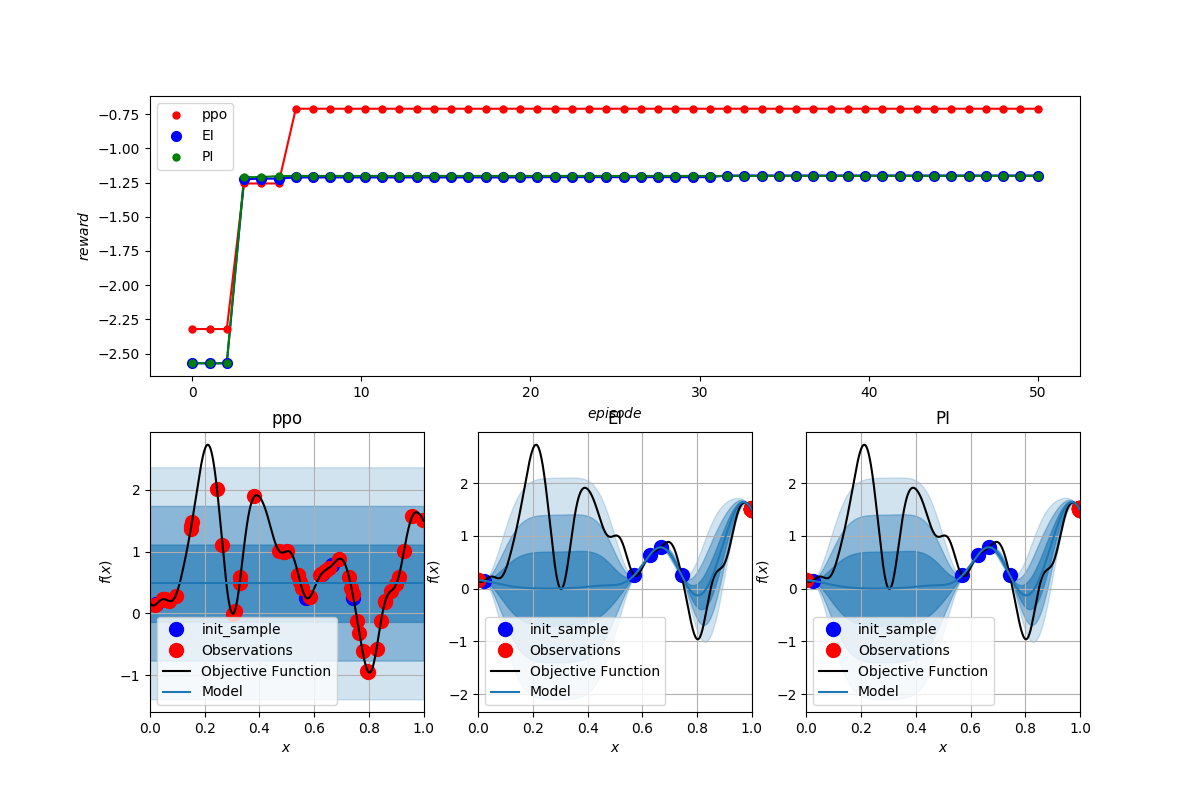 −0.75
−1.00
−1.25
−1.50
−1.75
−2.00
−2.25
−2.50
reward
ppo
EI
PI
0 10 20 30 40 50
episode
ppo
EI
PI
2
1
0
−1
f(x)
init_sample
Observations
Objective Function
Model
0.0 0.2 0.4 0.6 0.8 1.0
x
2
1
0
−1
−2
f(x)
init_sample
Observations
Objective Function
Model
0.0 0.2 0.4 0.6 0.8 1.0
x
2
1
0
−1
−2
f(x)
init_sample
Observations
Objective Function
Model
0.0 0.2 0.4 0.6 0.8 1.0
x